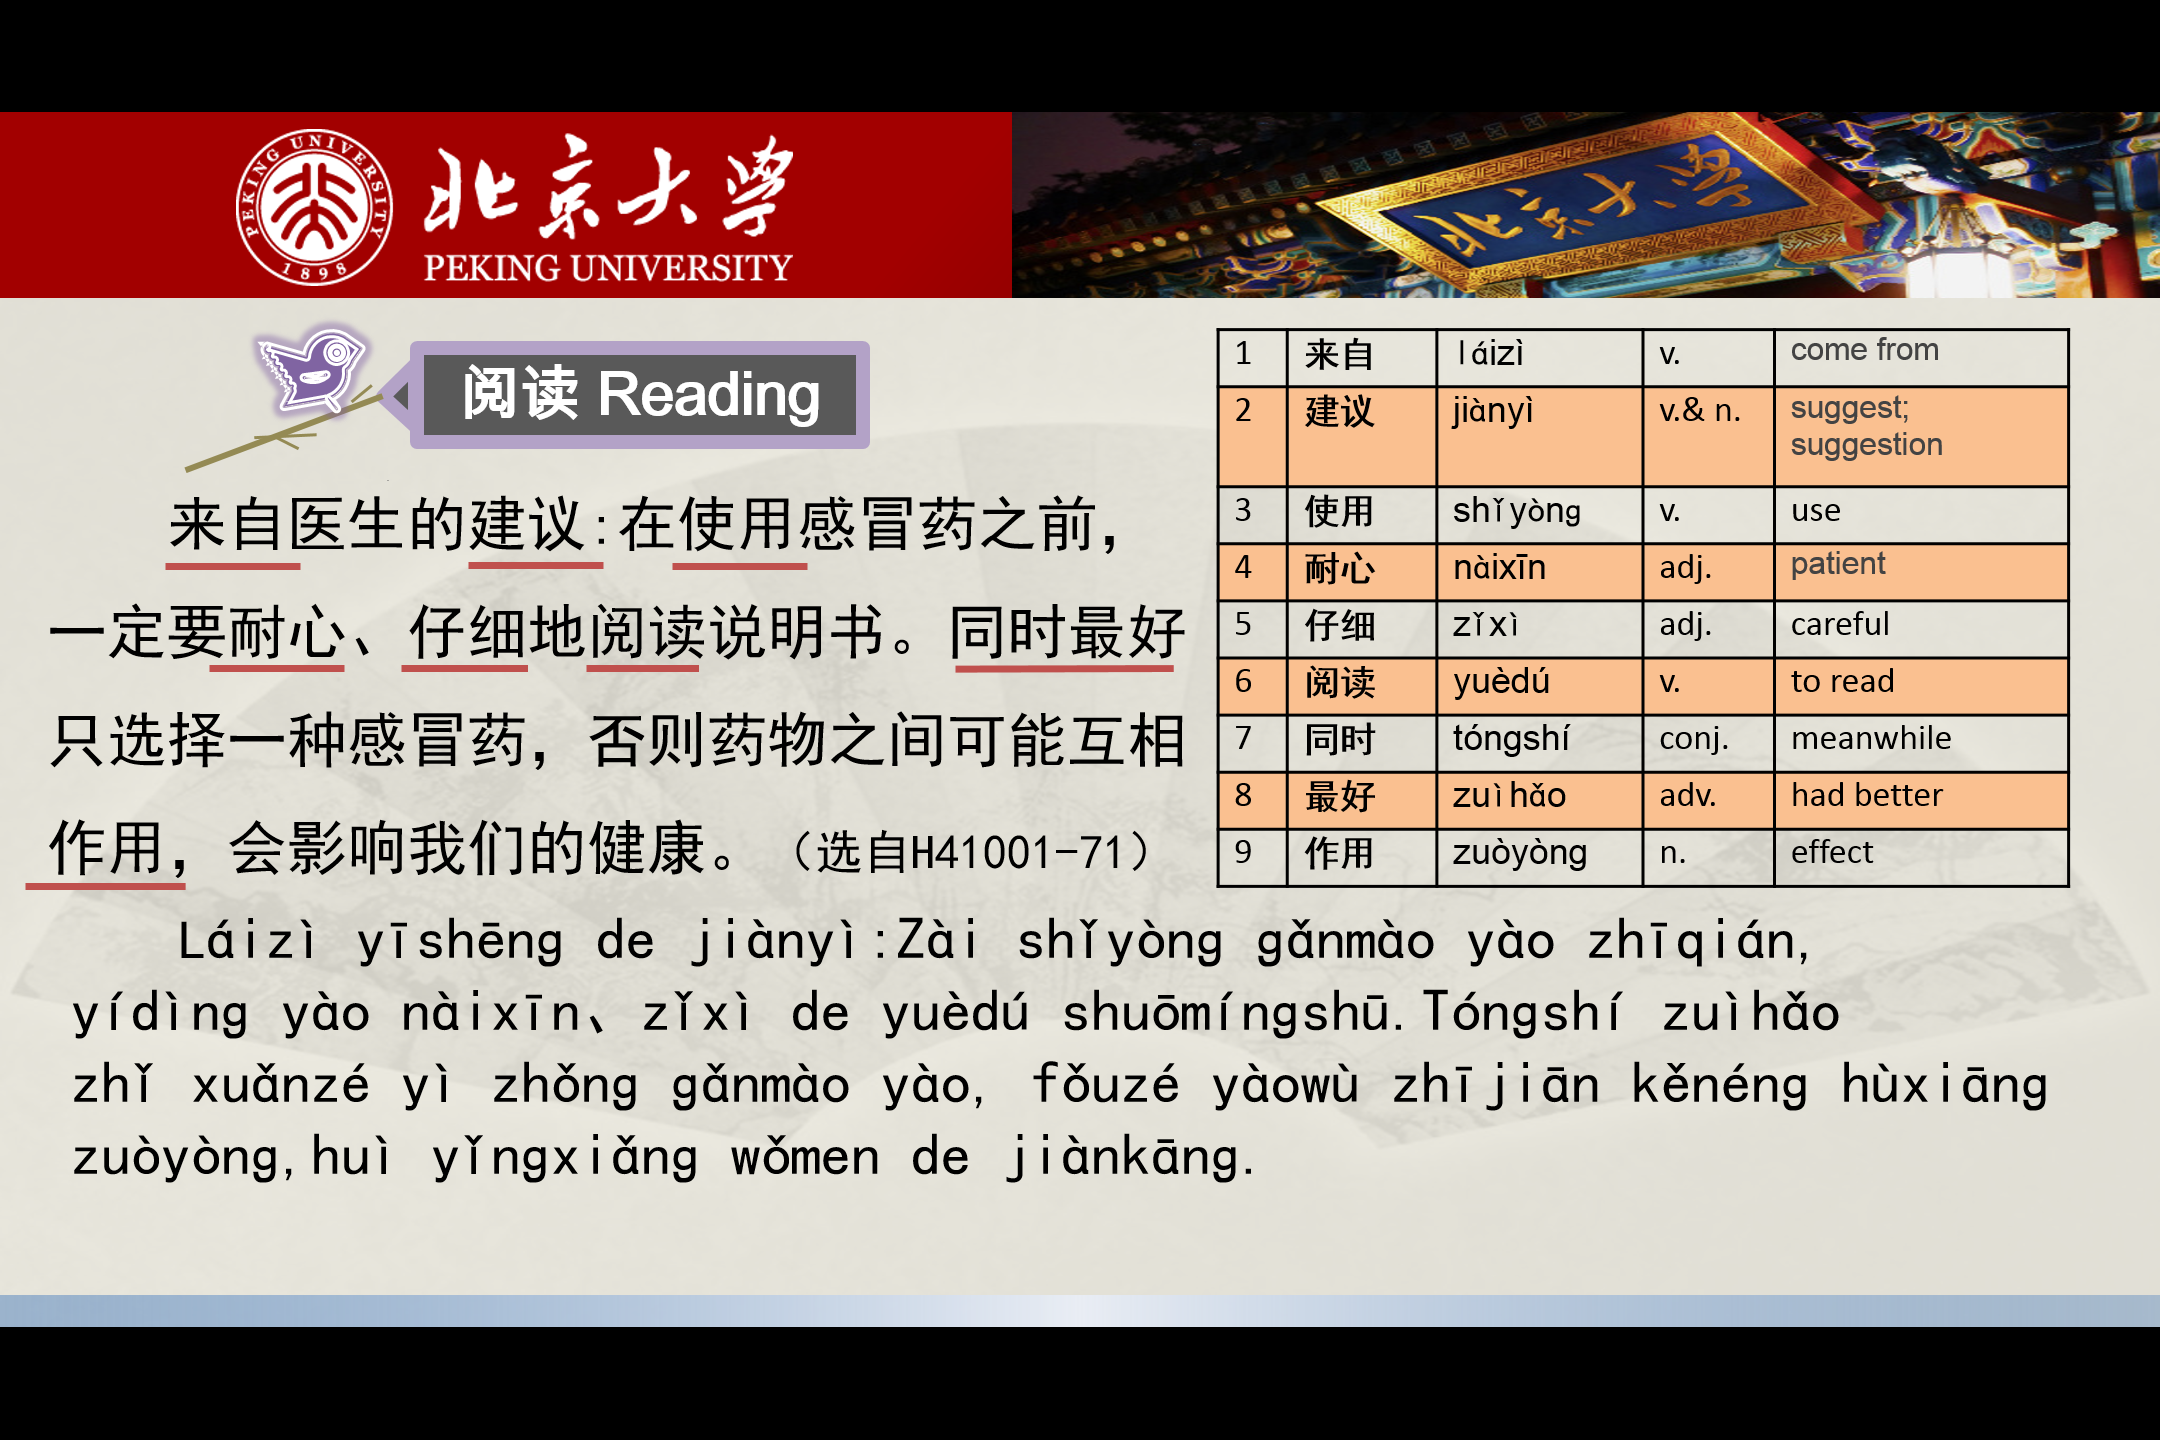 PEKING UNIVERSITY
1898
北京大学
PEKING UNIVERSITY
北京大学
阅读 Reading
来自医生的建议:在使用感冒药之前，
一定要耐心、仔细地阅读说明书。同时最好
只选择一种感冒药，否则药物之间可能互相
作用，会影响我们的健康。（选自H41001-71）
1 来自 láizì v. come from
2 建议 jiànyì v.& n. suggest;
suggestion
3 使用 shǐyòng v. use
4 耐心 nàixīn adj. patient
5 仔细 zǐxì adj. careful
6 阅读 yuèdú v. to read
7 同时 tóngshí conj. meanwhile
8 最好 zuìhǎo adv. had better
9 作用 zuòyòng n. effect
Láizì yīshēng de jiànyì:Zài shǐyòng gǎnmào yào zhīqián,
yídìng yào nàixīn、zǐxì de yuèdú shuōmíngshū.Tóngshí zuìhǎo
zhǐ xuǎnzé yì zhǒng gǎnmào yào, fǒuzé yàowù zhījiān kěnéng hùxiāng
zuòyòng,huì yǐngxiǎng wǒmen de jiànkāng.